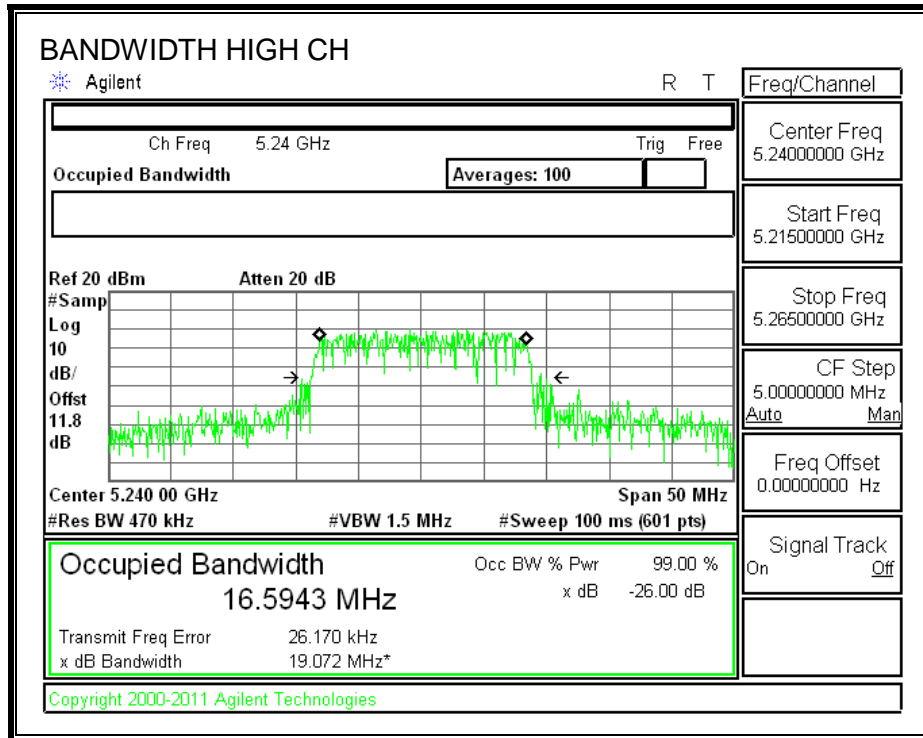 BANDWIDTH HIGH CH
Agilent R T
Freq/Channel
Ch Freq 5.24 GHz Trig Free
Occupied Bandwidth Averages: 100
Center Freq
5.24000000 GHz
Start Freq
5.21500000 GHz
Stop Freq
5.26500000 GHz
CF Step
5.00000000 MHz
Auto Man
Freq Offset
0.00000000 Hz
Signal Track
On Off
Ref 20 dBm Atten 20 dB
#Samp
Log
10
dB/
Offst
11.8
dB
Center 5.240 00 GHz Span 50 MHz
#Res BW 470 kHz #VBW 1.5 MHz #Sweep 100 ms (601 pts)
Occupied Bandwidth Occ BW % Pwr 99.00 %
16.5943 MHz x dB -26.00 dB
Transmit Freq Error 26.170 kHz
x dB Bandwidth 19.072 MHz*
Copyright 2000-2011 Agilent Technologies